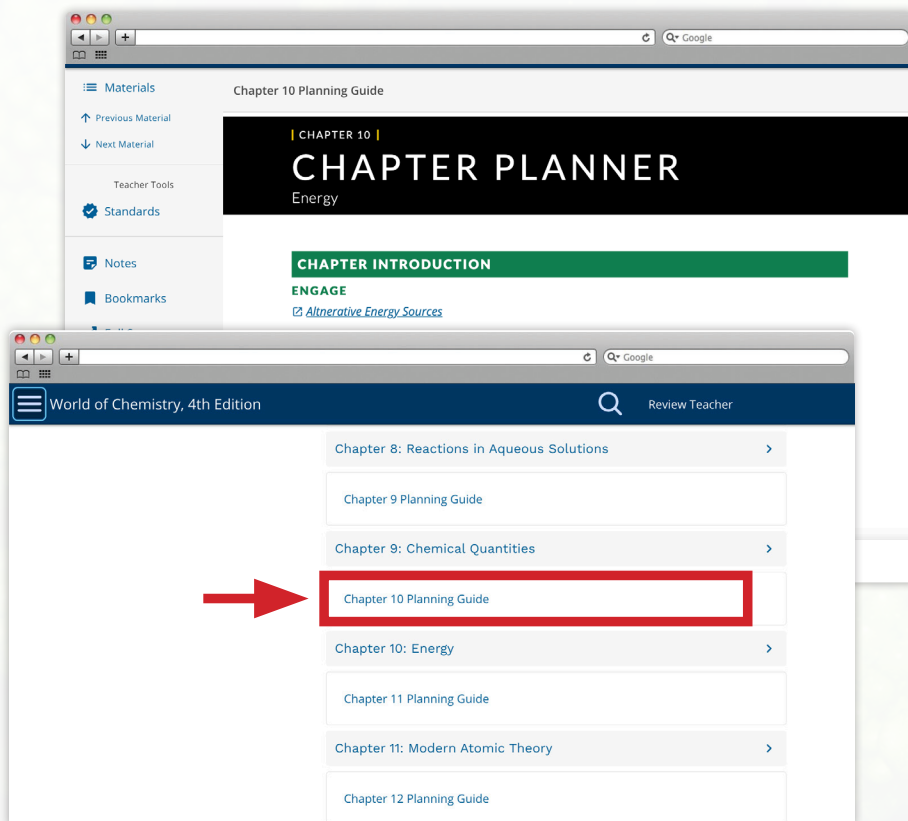 Google
Materials
Chapter 10 Planning Guide
Previous Material
Next Material
| CHAPTER 10 |
CHAPTER PLANNER
Energy
Teacher Tools
Standards
CHAPTER INTRODUCTION
Notes
ENGAGE
Bookmarks
Altnerative Energy Sources
Google
World of Chemistry, 4th Edition
Review Teacher
Chapter 8: Reactions in Aqueous Solutions
Chapter 9 Planning Guide
Chapter 9: Chemical Quantities
Chapter 10 Planning Guide
Chapter 10: Energy
Chapter 11 Planning Guide
Chapter 11: Modern Atomic Theory
Chapter 12 Planning Guide